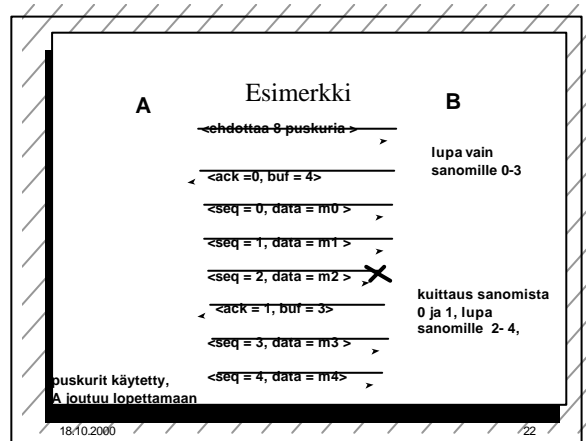 Esimerkki
A
B
<ehdottaa 8 puskuria >
lupa vain
sanomille 0-3
<ack =0, buf = 4>
<seq = 0, data = m0 >
<seq = 1, data = m1 >
<seq = 2, data = m2 >
kuittaus sanomista
0 ja 1, lupa
sanomille 2- 4,
<ack = 1, buf = 3>
<seq = 3, data = m3 >
<seq = 4, data = m4>
puskurit käytetty,
A joutuu lopettamaan
18.10.2000
22